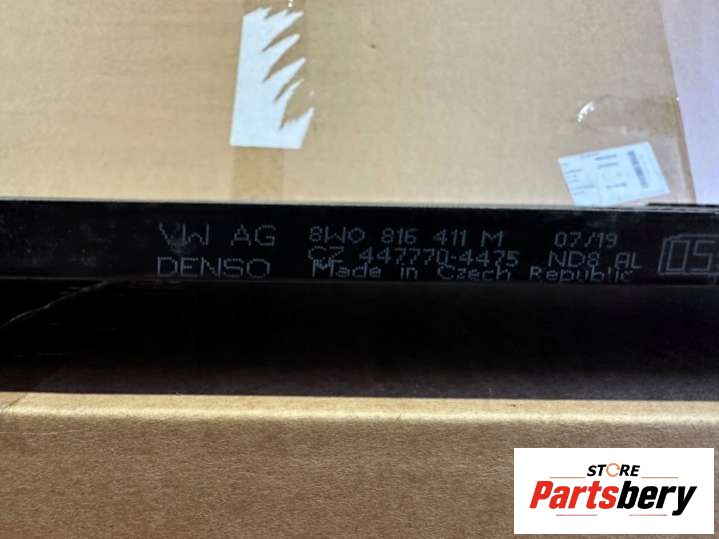 VW AG 8W0 816 411 M 07/19
DENSO CZ 447770-4475 ND8 AL
Made in Czech Republic
STORE
Partsbery